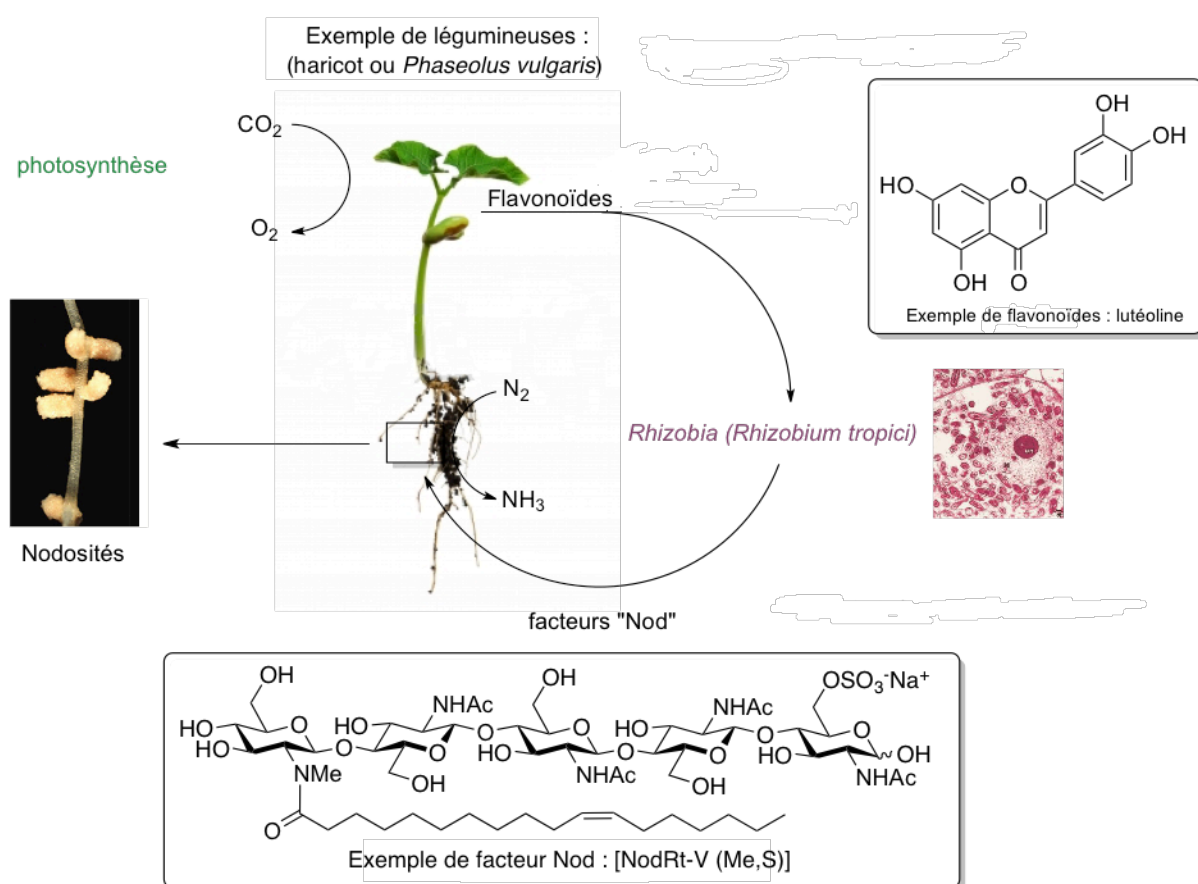 Exemple de légumineuses :
(haricot ou Phaseolus vulgaris)
CO2
photosynthèse
O2
Flavonoïdes
OH
OH
HO
O
OH
O
Exemple de flavonoïdes : lutéoline
N2
Rhizobia (Rhizobium tropici)
NH3
Nodosités
facteurs "Nod"
OH
HO
HO
O
O
NMe
O
HO
NHAc
O
O
OH
OH
O
HO
NHAc
O
HO
NHAc
O
O
OH
OSO3-Na+
O
HO
NHAc
OH
Exemple de facteur Nod : [NodRt-V (Me,S)]